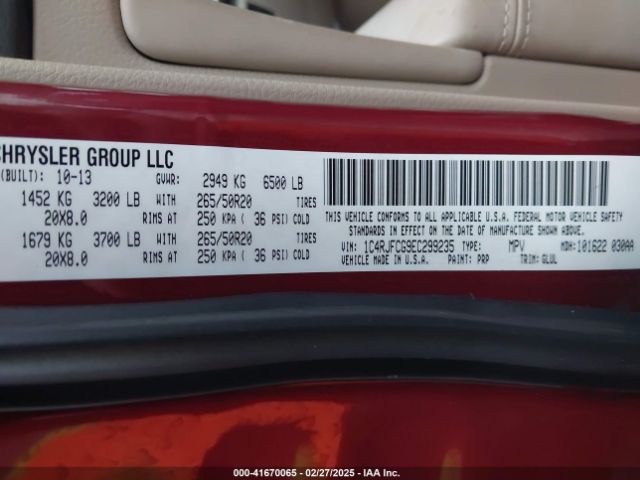 CHRYSLER GROUP LLC
(BUILT): 10-13 GVWR: 2949 KG 6500 LB
1452 KG 3200 LB WITH 265/50R20 TIRES
20X8.0 RIMS AT 250 KPA ( 36 PSI) COLD
1679 KG 3700 LB WITH 265/50R20 TIRES
20X8.0 RIMS AT 250 KPA ( 36 PSI) COLD
THIS VEHICLE CONFORMS TO ALL APPLICABLE U.S.A. FEDERAL MOTOR VEHICLE SAFETY
STANDARDS IN EFFECT ON THE DATE OF MANUFACTURE SHOWN ABOVE.
VIN: 1C4RJFCG9EC299235 TYPE: MPV MDH: 101622 030AA
VEHICLE MADE IN U.S.A. PAINT: PRP TRIM: GLUL
000-41670065 - 02/27/2025 - IAA Inc.